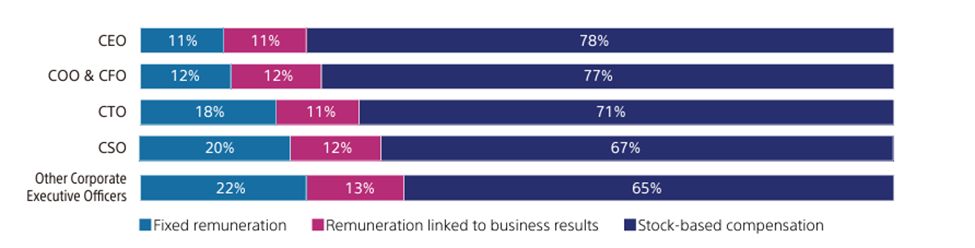 CEO 11% 11% 78%
COO & CFO 12% 12% 77%
CTO 18% 11% 71%
CSO 20% 12% 67%
Other Corporate
Executive Officers 22% 13% 65%
Fixed remuneration Remuneration linked to business results Stock-based compensation